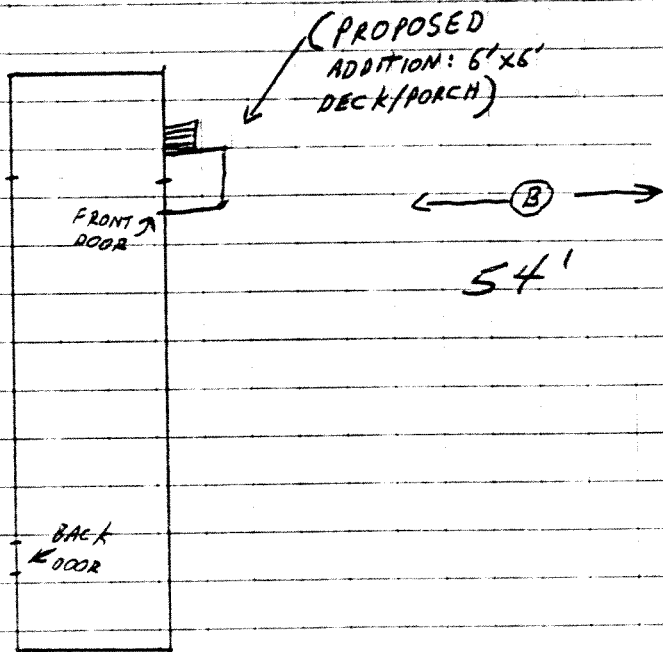 (PROPOSED
ADDITION: 6'x6'
DECK/PORCH)
B
54'
FRONT
DOOR
BACK
DOOR